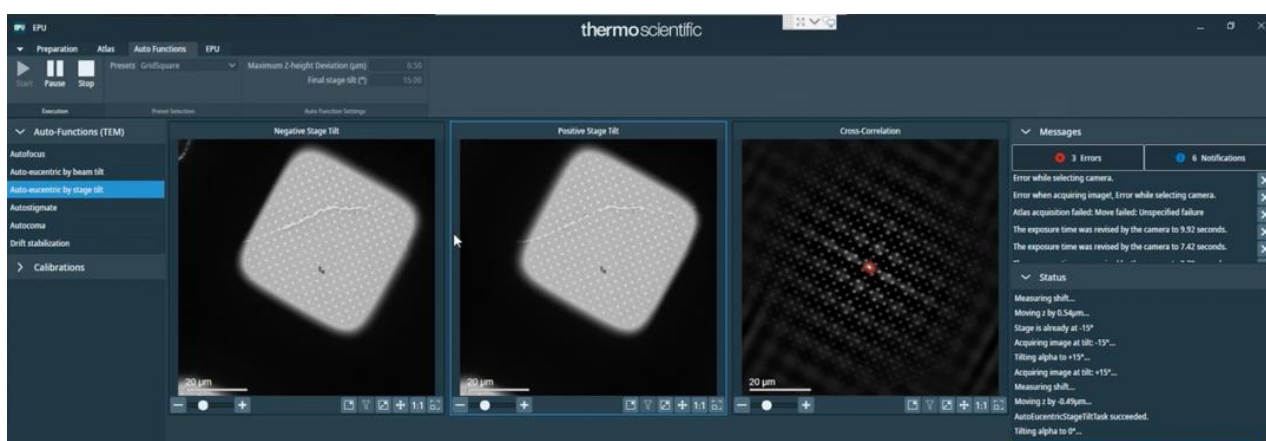 EPU EPU
thermo scientific
Preparation Atlas Auto Functions EPU
Start Pause Stop
Presets GridSquare
Maximum Z-height Deviation (μm) 6.50
Final stage tilt (°) 15.00
Execution Preset Selection Auto Function Settings
Auto-Functions (TEM)
Autofocus
Auto-eucentric by beam tilt
Auto-eucentric by stage tilt
Autostigmate
Autocoma
Drift stabilization
Calibrations
Negative Stage Tilt
20 μm
1:1
Positive Stage Tilt
20 μm
1:1
Cross-Correlation
20 μm
1:1
Messages
3 Errors 6 Notifications
Error while selecting camera.
Error when acquiring image!, Error while selecting camera.
Atlas acquisition failed: Move failed: Unspecified failure
The exposure time was revised by the camera to 9.92 seconds.
The exposure time was revised by the camera to 7.42 seconds.
Status
Measuring shift...
Moving z by 0.54μm...
Stage is already at -15°
Acquiring image at tilt: -15°...
Tilting alpha to +15°...
Acquiring image at tilt: +15°...
Measuring shift...
Moving z by -0.49μm...
AutoEucentricStageTiltTask succeeded.
Tilting alpha to 0°...